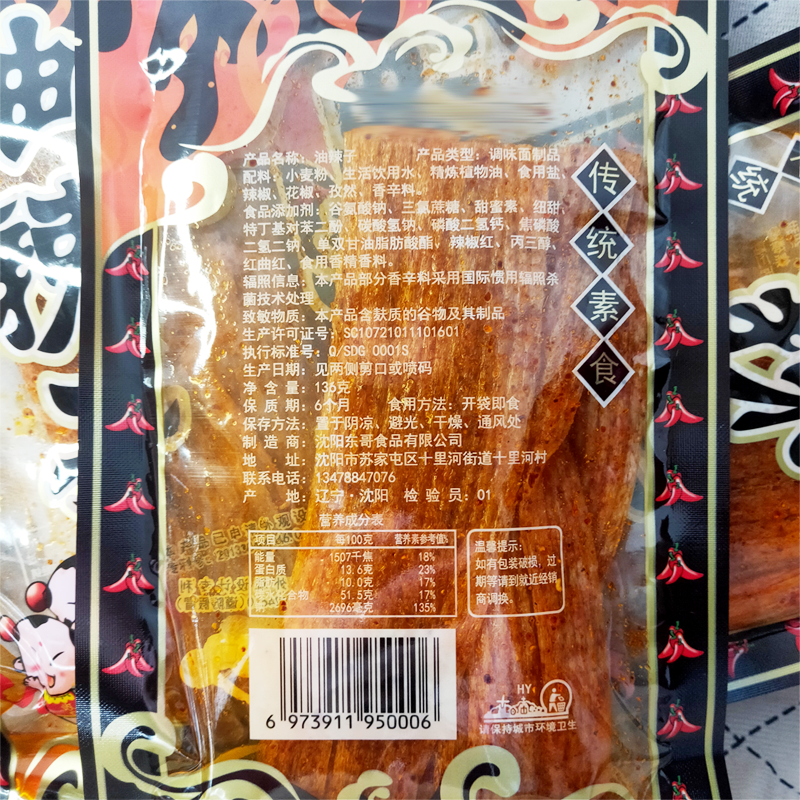 产品名称：油辣子 产品类型：调味面制品
配料：小麦粉、生活饮用水、精炼植物油、食用盐、
辣椒、花椒、孜然、香辛料。
食品添加剂：谷氨酸钠、三氯蔗糖、甜蜜素、纽甜、
特丁基对苯二酚、碳酸氢钠、磷酸二氢钙、焦磷酸
二氢二钠、单双甘油脂肪酸酯、辣椒红、丙三醇、
红曲红、食用香精香料。
辐照信息：本产品部分香辛料采用国际惯用辐照杀
菌技术处理
致敏物质：本产品含麸质的谷物及其制品
生产许可证号：SC10721011101601
执行标准号：Q/SDG 0001S
生产日期：见两侧剪口或喷码
净含量：136克
保质期：6个月 食用方法：开袋即食
保存方法：置于阴凉、避光、干燥、通风处
制造商：沈阳东哥食品有限公司
地址：沈阳市苏家屯区十里河街道十里河村
联系电话：13478847076
产地：辽宁·沈阳 检验员：01
传统素食
营养成分表
项目 每100克 营养素参考值%
能量 1507千焦 18%
蛋白质 13.6克 23%
脂肪 10.0克 17%
碳水化合物 51.5克 17%
2696毫克 135%
温馨提示：
如有包装破损，过
期等请到就近经销
商调换。
6 973911 950006
HY
请保持城市环境卫生
统